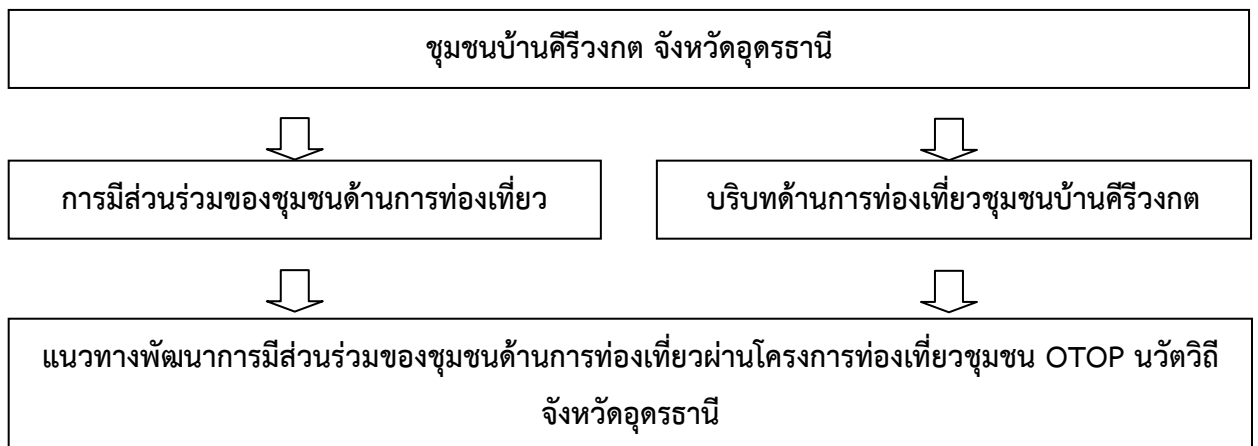 ชุมชนบ้านคีรีวงกต จังหวัดอุดรธานี
การมีส่วนร่วมของชุมชนด้านการท่องเที่ยว
บริบทด้านการท่องเที่ยวชุมชนบ้านคีรีวงกต
แนวทางพัฒนาการมีส่วนร่วมของชุมชนด้านการท่องเที่ยวผ่านโครงการท่องเที่ยวชุมชน OTOP นวัตวิถี
จังหวัดอุดรธานี